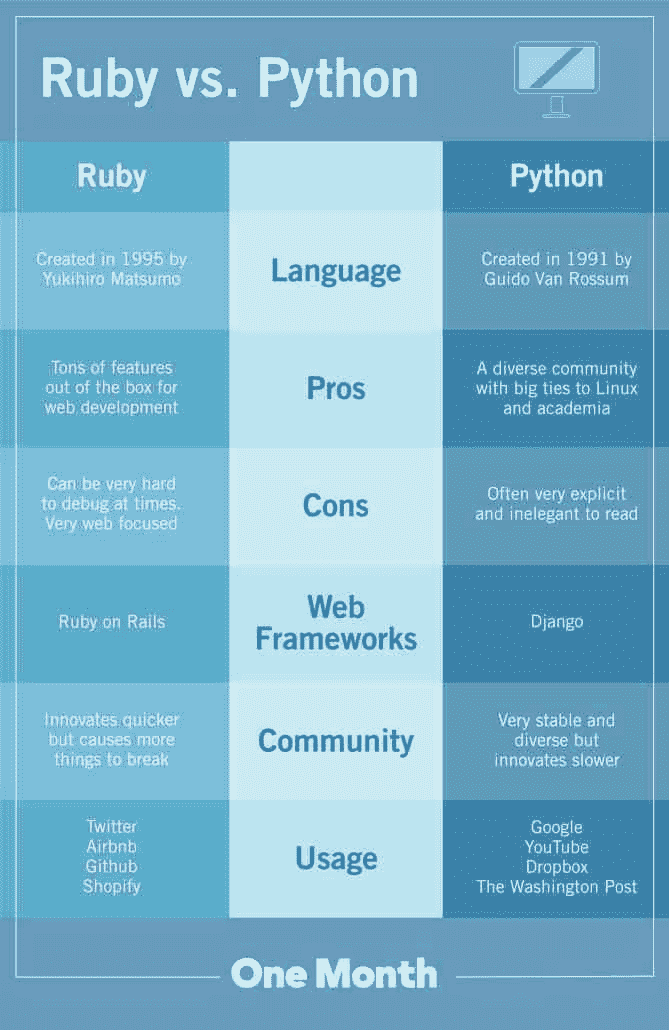 Ruby vs. Python
Ruby
Python
Created in 1995 by
Yukihiro Matsumo
Language
Created in 1991 by
Guido Van Rossum
Tons of features
out of the box for
web development
Pros
A diverse community
with big ties to Linux
and academia
Can be very hard
to debug at times.
Very web focused
Cons
Often very explicit
and inelegant to read
Ruby on Rails
Web
Frameworks
Django
Innovates quicker
but causes more
things to break
Community
Very stable and
diverse but
innovates slower
Twitter
Airbnb
Github
Shopify
Usage
Google
YouTube
Dropbox
The Washington Post
One Month